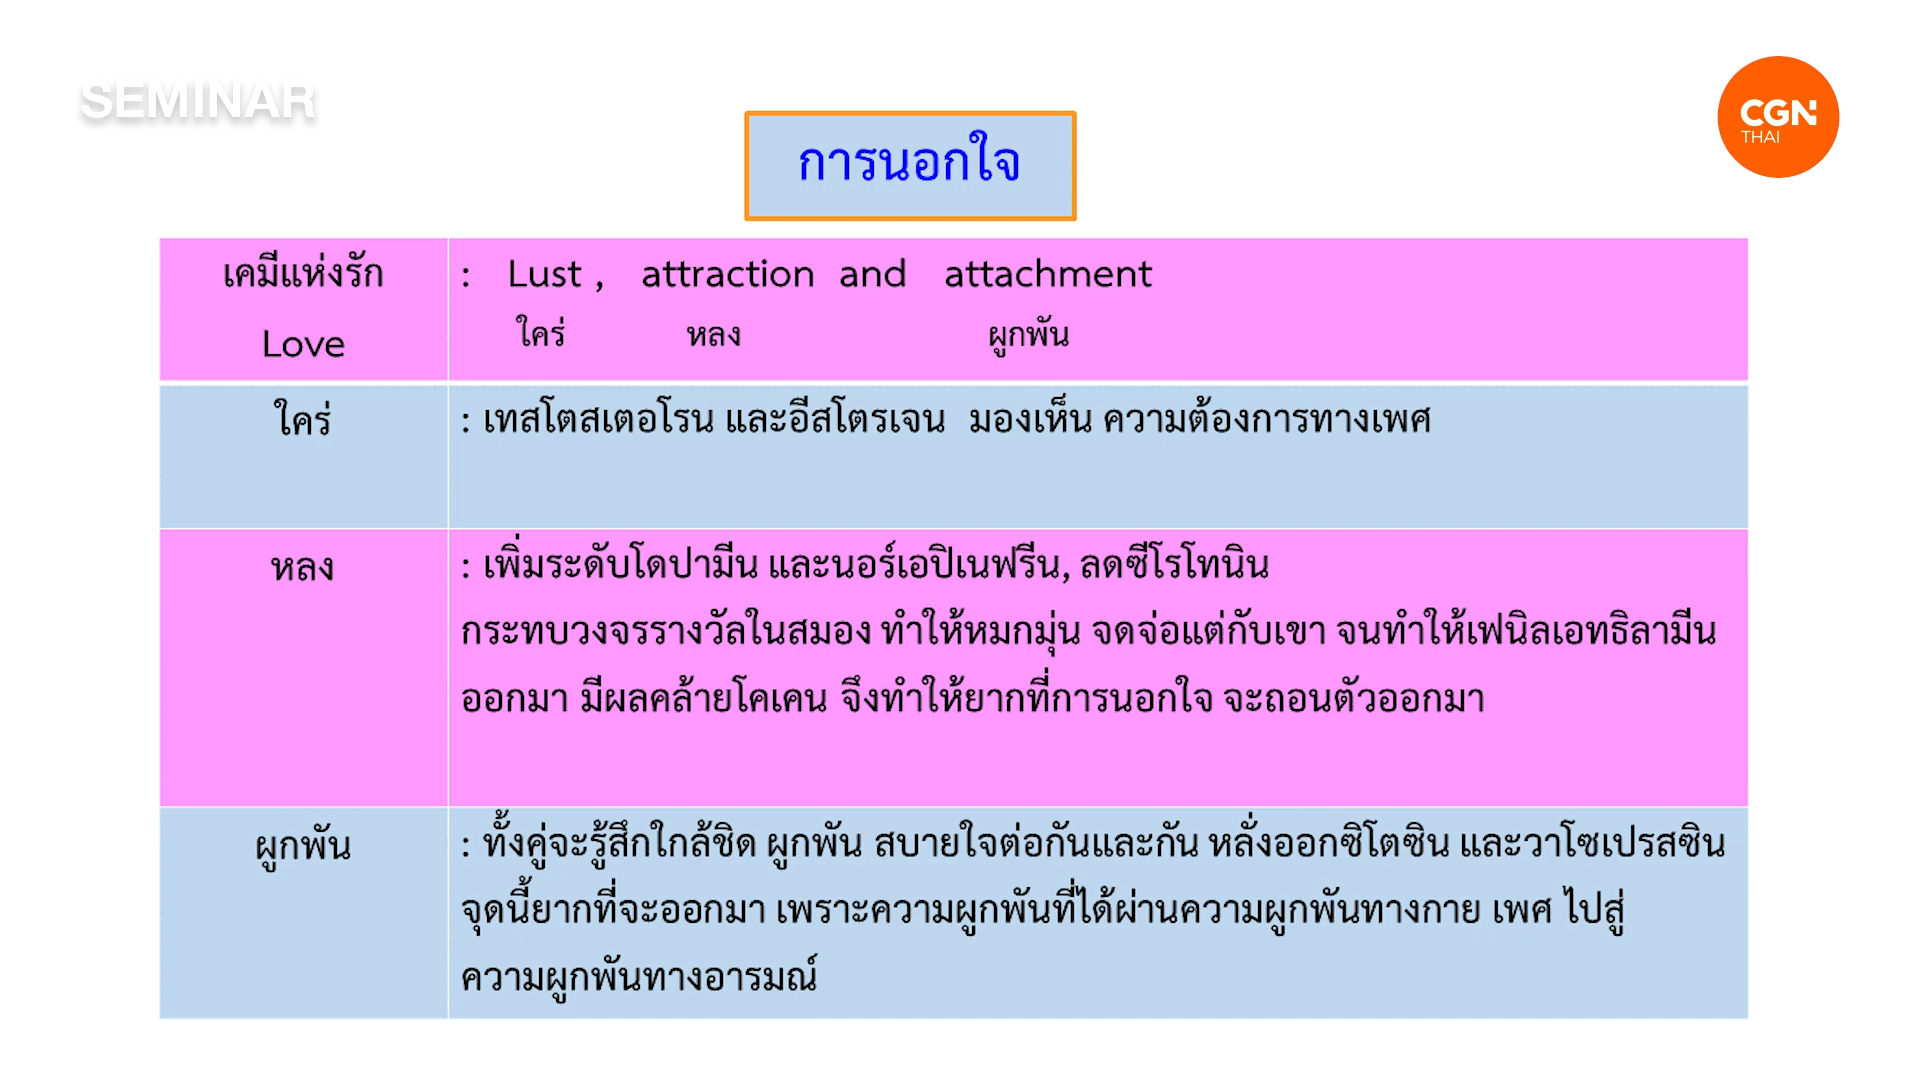 SEMINAR
CGN
THAI
การนอกใจ
เคมีแห่งรัก : Lust , attraction and attachment
Love ใคร่ หลง ผูกพัน
ใคร่ : เทสโตสเตอโรน และอีสโตรเจน มองเห็น ความต้องการทางเพศ
หลง : เพิ่มระดับโดปามีน และนอร์เอปิเนฟรีน, ลดซีโรโทนิน
กระทบวงจรรางวัลในสมอง ทำให้หมกมุ่น จดจ่อแต่กับเขา จนทำให้เฟนิลเอทธิลามีน
ออกมา มีผลคล้ายโคเคน จึงทำให้ยากที่การนอกใจ จะถอนตัวออกมา
ผูกพัน : ทั้งคู่จะรู้สึกใกล้ชิด ผูกพัน สบายใจต่อกันและกัน หลั่งออกซิโตซิน และวาโซเปรสซิน
จุดนี้ยากที่จะออกมา เพราะความผูกพันที่ได้ผ่านความผูกพันทางกาย เพศ ไปสู่
ความผูกพันทางอารมณ์